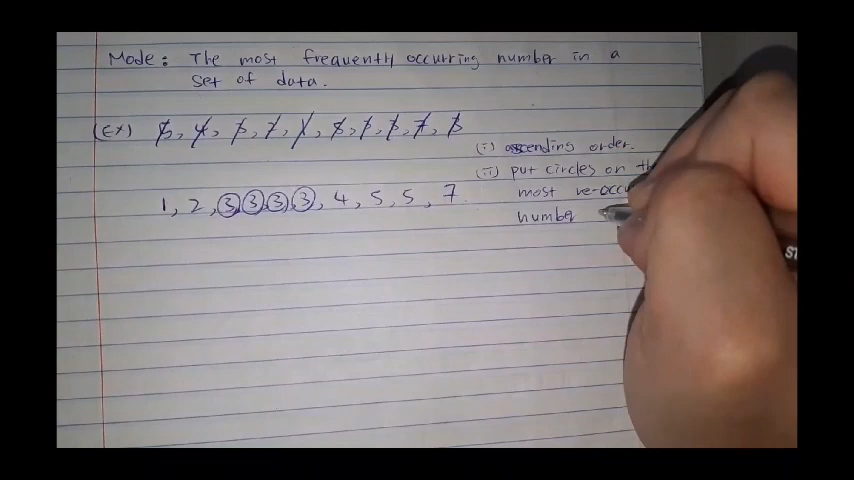 Mode: The most frequently occurring number in a
set of data.
(Ex)
(i) ascending order.
(ii) put circles on
most re-occu
number
1, 2, 3, 3, 3, 3, 4, 5, 5, 7